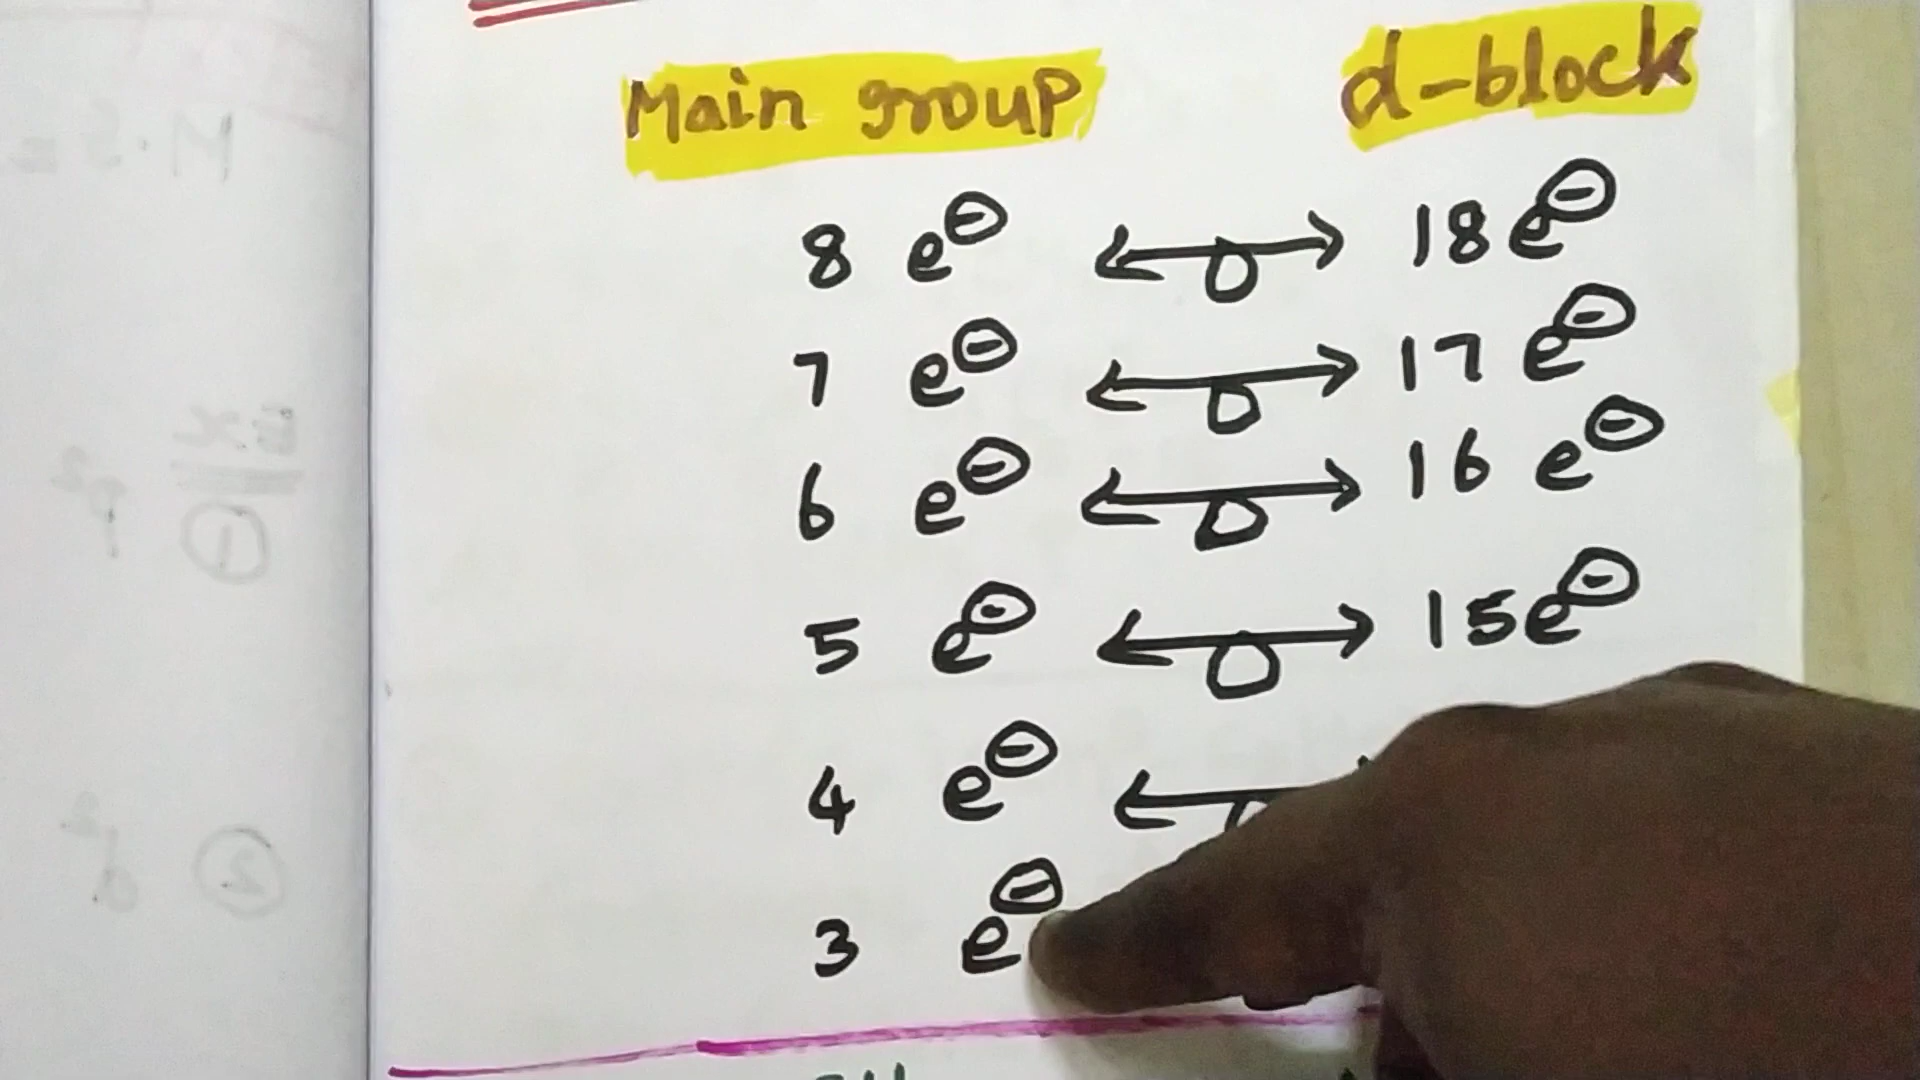 Main group d-block
8 e⊖ ←o→ 18 e⊖
7 e⊖ ←o→ 17 e⊖
6 e⊖ ←o→ 16 e⊖
5 e⊖ ←o→ 15 e⊖
4 e⊖ ←
3 e⊖